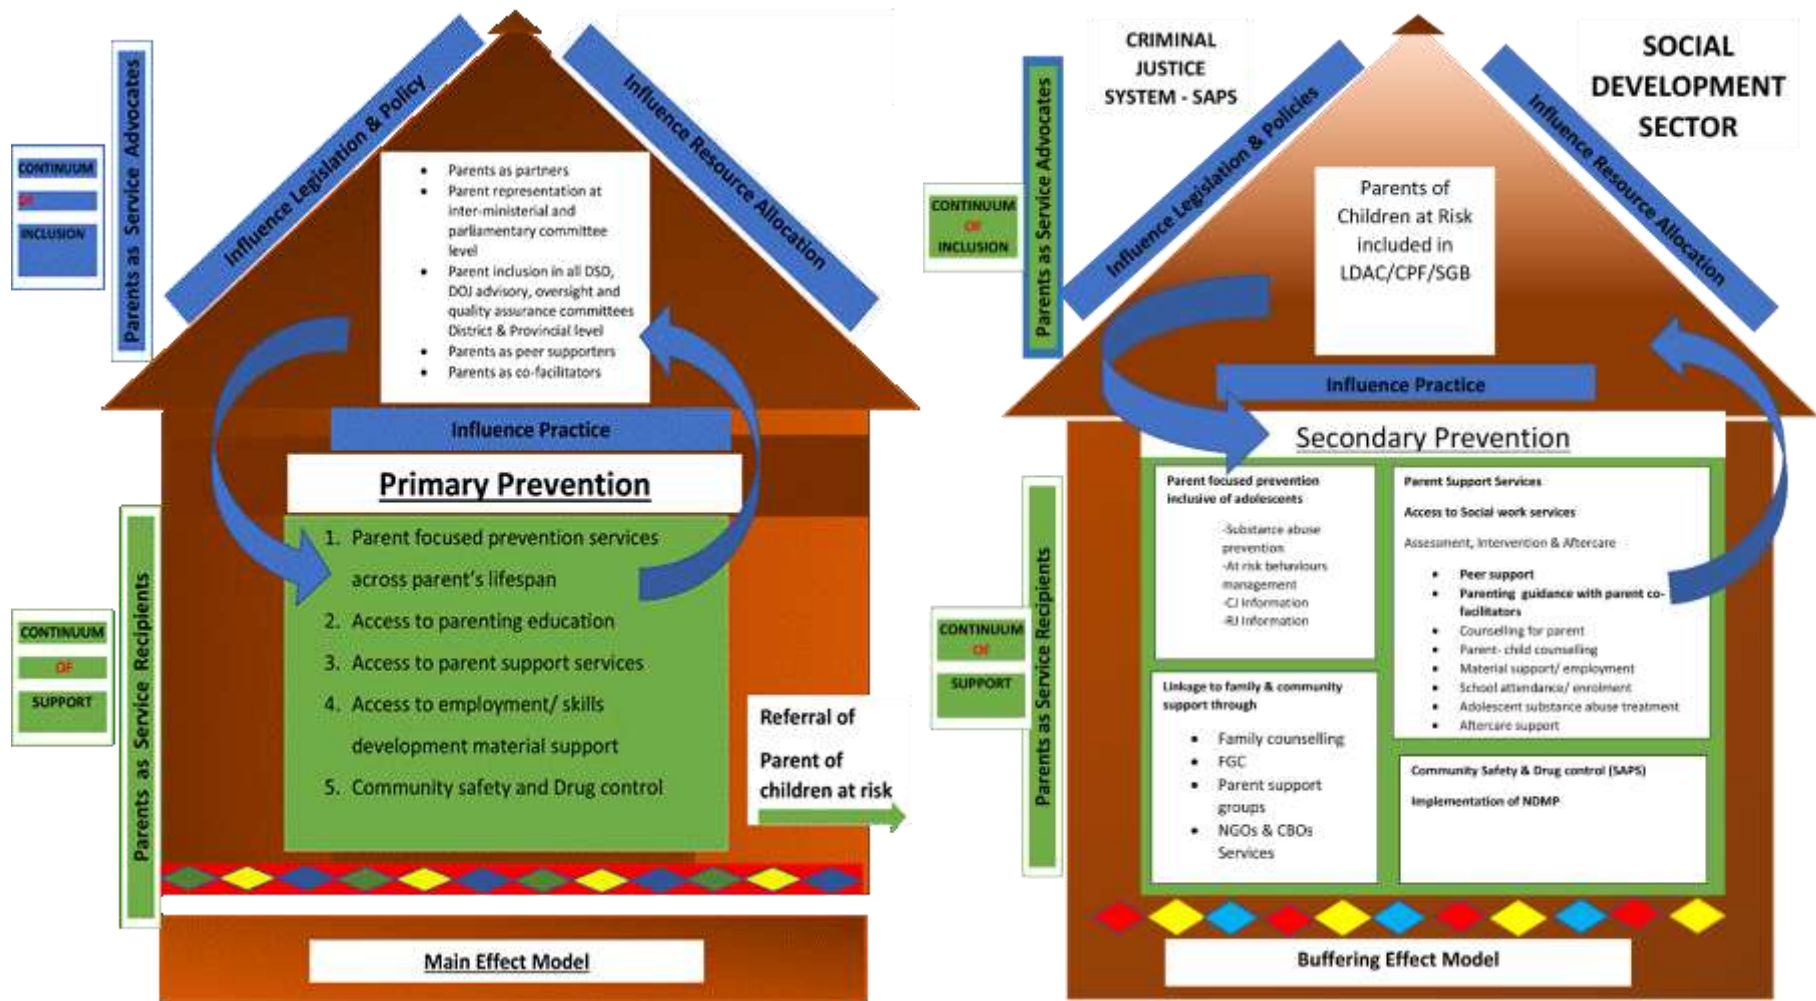 CONTINUUM
OF
INCLUSION
Parents as Service Advocates
Influence Legislation & Policy
Influence Resource Allocation
• Parents as partners
• Parent representation at
inter-ministerial and
parliamentary committee
level
• Parent inclusion in all DSD,
DOJ advisory, oversight and
quality assurance committees
District & Provincial level
• Parents as peer supporters
• Parents as co-facilitators
Influence Practice
Primary Prevention
CONTINUUM
OF
SUPPORT
Parents as Service Recipients
1. Parent focused prevention services
across parent's lifespan
2. Access to parenting education
3. Access to parent support services
4. Access to employment/ skills
development material support
5. Community safety and Drug control
Referral of
Parent of
children at risk
Main Effect Model
CRIMINAL
JUSTICE
SYSTEM - SAPS
SOCIAL
DEVELOPMENT
SECTOR
CONTINUUM
OF
INCLUSION
Parents as Service Advocates
Influence Legislation & Policies
Influence Resource Allocation
Parents of
Children at Risk
included in
LDAC/CPF/SGB
Influence Practice
Secondary Prevention
CONTINUUM
OF
SUPPORT
Parents as Service Recipients
Parent focused prevention
inclusive of adolescents
-Substance abuse
prevention
-At risk behaviours
management
-CJ Information
-RJ Information
Linkage to family & community
support through
• Family counselling
• FGC
• Parent support
groups
• NGOs & CBOs
Services
Parent Support Services
Access to Social work services
Assessment, Intervention & Aftercare
• Peer support
• Parenting guidance with parent co-
facilitators
• Counselling for parent
• Parent- child counselling
• Material support/ employment
• School attendance/ enrolment
• Adolescent substance abuse treatment
• Aftercare support
Community Safety & Drug control (SAPS)
Implementation of NDMP
Buffering Effect Model